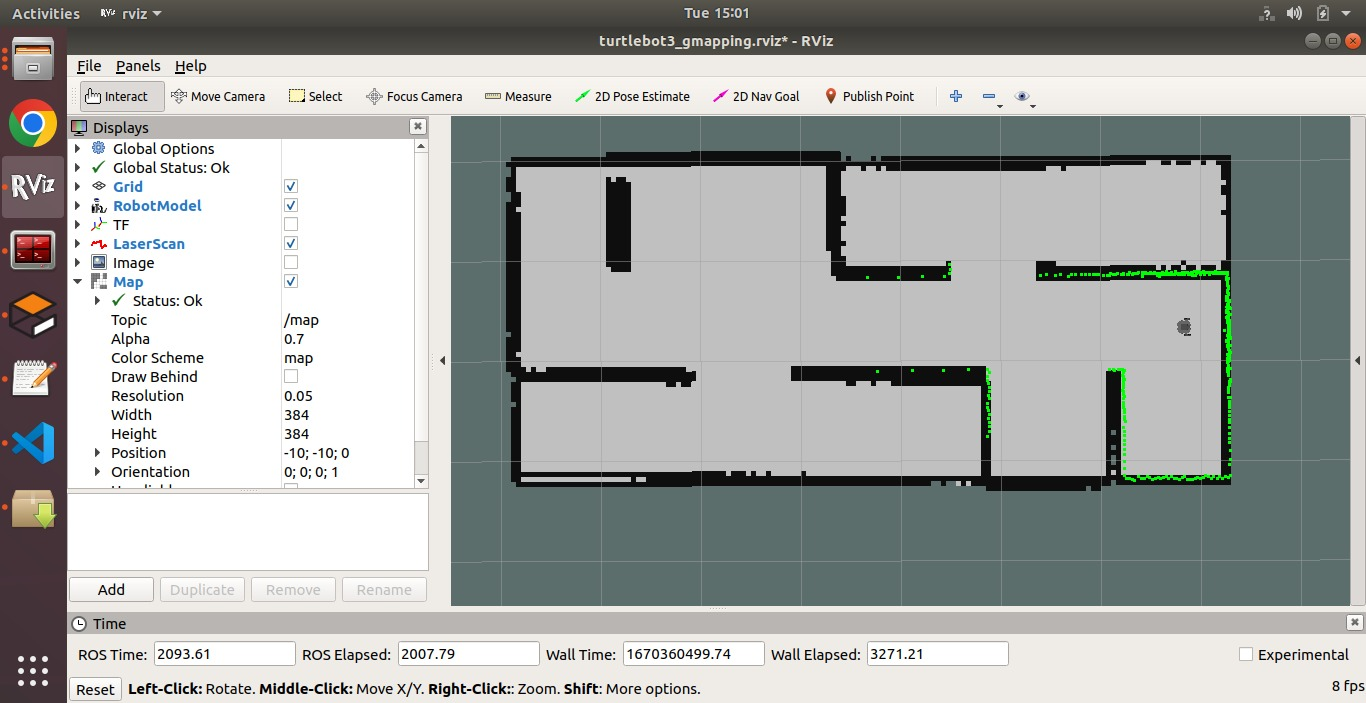 Activities rviz Tue 15:01
turtlebot3_gmapping.rviz* - RViz
File Panels Help
Interact Move Camera Select Focus Camera Measure 2D Pose Estimate 2D Nav Goal Publish Point
RViz
Displays
Global Options
Global Status: Ok
Grid
RobotModel
TF
LaserScan
Image
Map
Status: Ok
Topic /map
Alpha 0.7
Color Scheme map
Draw Behind
Resolution 0.05
Width 384
Height 384
Position -10; -10; 0
Orientation 0; 0; 0; 1
Add Duplicate Remove Rename
Time
ROS Time: 2093.61 ROS Elapsed: 2007.79 Wall Time: 1670360499.74 Wall Elapsed: 3271.21 Experimental
Reset Left-Click: Rotate. Middle-Click: Move X/Y. Right-Click:: Zoom. Shift: More options. 8 fps